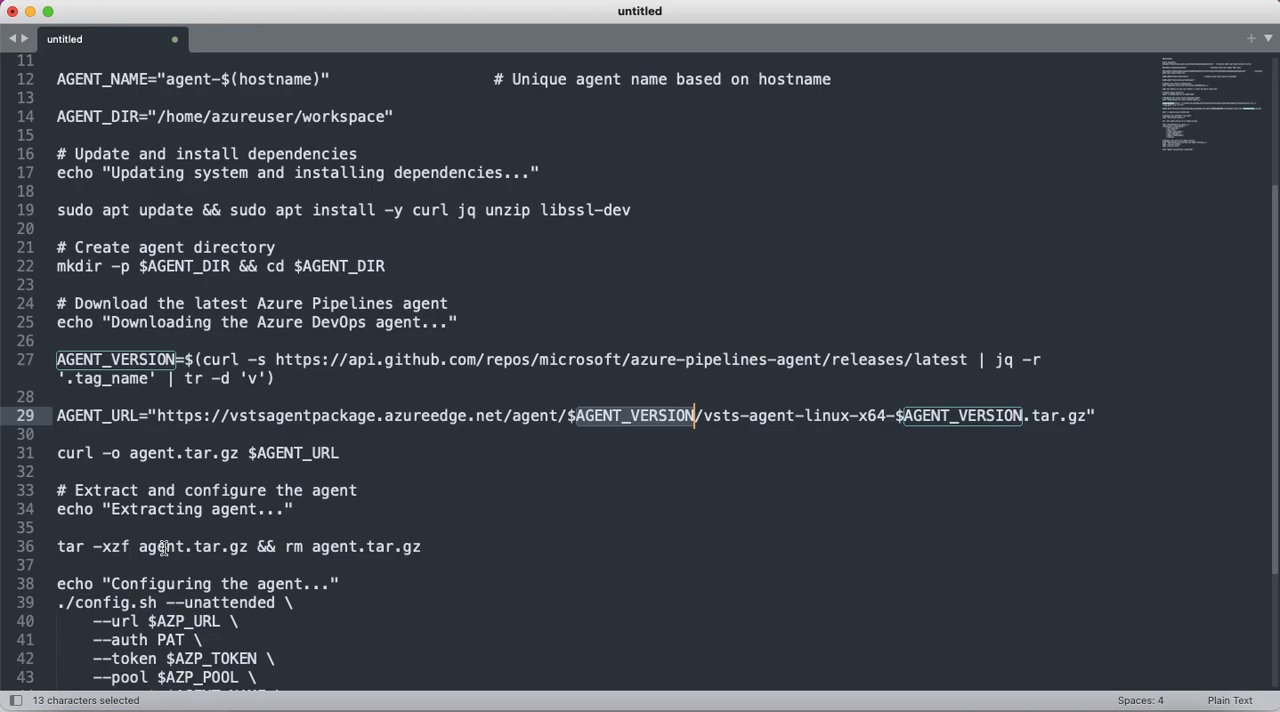 untitled
untitled
11
12 AGENT_NAME="agent-$(hostname)" # Unique agent name based on hostname
13
14 AGENT_DIR="/home/azureuser/workspace"
15
16 # Update and install dependencies
17 echo "Updating system and installing dependencies..."
18
19 sudo apt update && sudo apt install -y curl jq unzip libssl-dev
20
21 # Create agent directory
22 mkdir -p $AGENT_DIR && cd $AGENT_DIR
23
24 # Download the latest Azure Pipelines agent
25 echo "Downloading the Azure DevOps agent..."
26
27 AGENT_VERSION=$(curl -s https://api.github.com/repos/microsoft/azure-pipelines-agent/releases/latest | jq -r
'.tag_name' | tr -d 'v')
28
29 AGENT_URL="https://vstsagentpackage.azureedge.net/agent/$AGENT_VERSION/vsts-agent-linux-x64-$AGENT_VERSION.tar.gz"
30
31 curl -o agent.tar.gz $AGENT_URL
32
33 # Extract and configure the agent
34 echo "Extracting agent..."
35
36 tar -xzf agent.tar.gz && rm agent.tar.gz
37
38 echo "Configuring the agent..."
39 ./config.sh --unattended \
40 --url $AZP_URL \
41 --auth PAT \
42 --token $AZP_TOKEN \
43 --pool $AZP_POOL \
13 characters selected
Spaces: 4
Plain Text